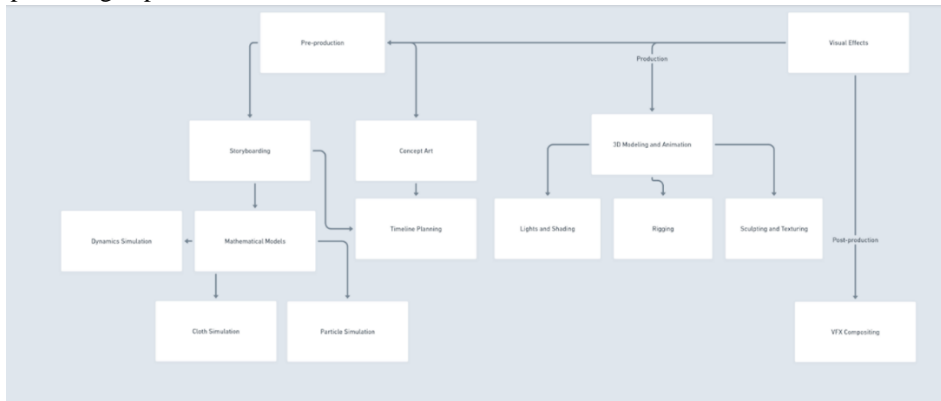 Pre-production
Visual Effects
Production
Storyboarding
Concept Art
3D Modeling and Animation
Dynamics Simulation
Mathematical Models
Timeline Planning
Lights and Shading
Rigging
Sculpting and Texturing
Post-production
Cloth Simulation
Particle Simulation
VFX Compositing